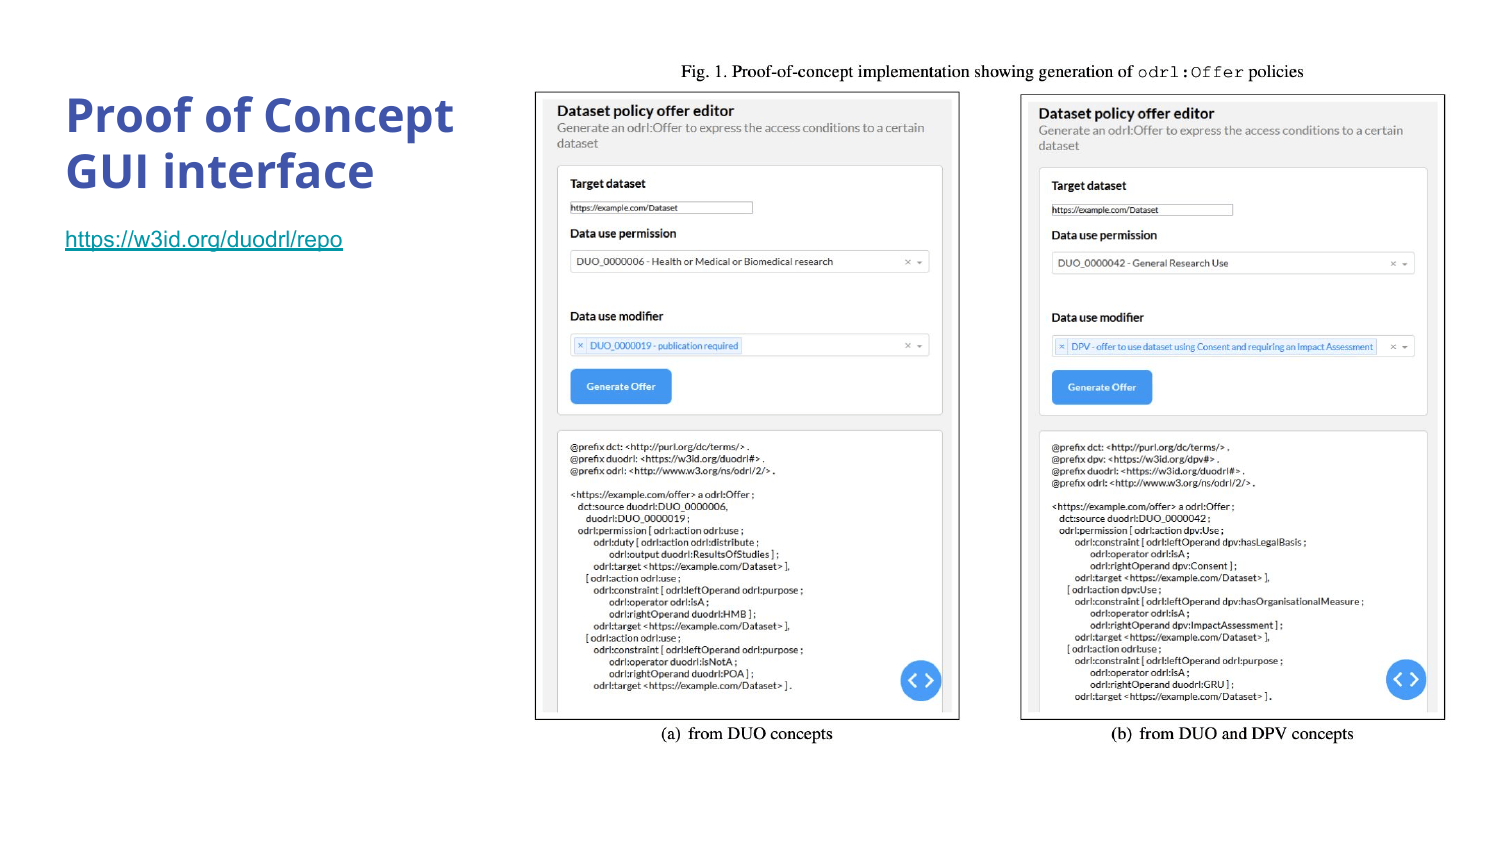 Proof of Concept
GUI interface
https://w3id.org/duodrl/repo
Fig. 1. Proof-of-concept implementation showing generation of odrl:Offer policies
Dataset policy offer editor
Generate an odrl:Offer to express the access conditions to a certain
dataset
Target dataset
https://example.com/Dataset
Data use permission
DUO_0000006 - Health or Medical or Biomedical research
Data use modifier
× DUO_0000019 - publication required
Generate Offer
@prefix dct: <http://purl.org/dc/terms/> .
@prefix duodrl: <https://w3id.org/duodrl#> .
@prefix odrl: <http://www.w3.org/ns/odrl/2/> .
<https://example.com/offer> a odrl:Offer ;
dct:source duodrl:DUO_0000006,
duodrl:DUO_0000019 ;
odrl:permission [ odrl:action odrl:use ;
odrl:duty [ odrl:action odrl:distribute ;
odrl:output duodrl:ResultsOfStudies ] ;
odrl:target <https://example.com/Dataset> ],
[ odrl:action odrl:use ;
odrl:constraint [ odrl:leftOperand odrl:purpose ;
odrl:operator odrl:isA ;
odrl:rightOperand duodrl:HMB ] ;
odrl:target <https://example.com/Dataset> ],
[ odrl:action odrl:use ;
odrl:constraint [ odrl:leftOperand odrl:purpose ;
odrl:operator duodrl:isNotA ;
odrl:rightOperand duodrl:POA ] ;
odrl:target <https://example.com/Dataset> ] .
(a) from DUO concepts
Dataset policy offer editor
Generate an odrl:Offer to express the access conditions to a certain
dataset
Target dataset
https://example.com/Dataset
Data use permission
DUO_0000042 - General Research Use
Data use modifier
× DPV - offer to use dataset using Consent and requiring an Impact Assessment
Generate Offer
@prefix dct: <http://purl.org/dc/terms/> .
@prefix dpv: <https://w3id.org/dpv#> .
@prefix duodrl: <https://w3id.org/duodrl#> .
@prefix odrl: <http://www.w3.org/ns/odrl/2/> .
<https://example.com/offer> a odrl:Offer ;
dct:source duodrl:DUO_0000042 ;
odrl:permission [ odrl:action dpv:Use ;
odrl:constraint [ odrl:leftOperand dpv:hasLegalBasis ;
odrl:operator odrl:isA ;
odrl:rightOperand dpv:Consent ] ;
odrl:target <https://example.com/Dataset> ],
[ odrl:action dpv:Use ;
odrl:constraint [ odrl:leftOperand dpv:hasOrganisationalMeasure ;
odrl:operator odrl:isA ;
odrl:rightOperand dpv:ImpactAssessment ] ;
odrl:target <https://example.com/Dataset> ],
[ odrl:action odrl:use ;
odrl:constraint [ odrl:leftOperand odrl:purpose ;
odrl:operator odrl:isA ;
odrl:rightOperand duodrl:GRU ] ;
odrl:target <https://example.com/Dataset> ] .
(b) from DUO and DPV concepts